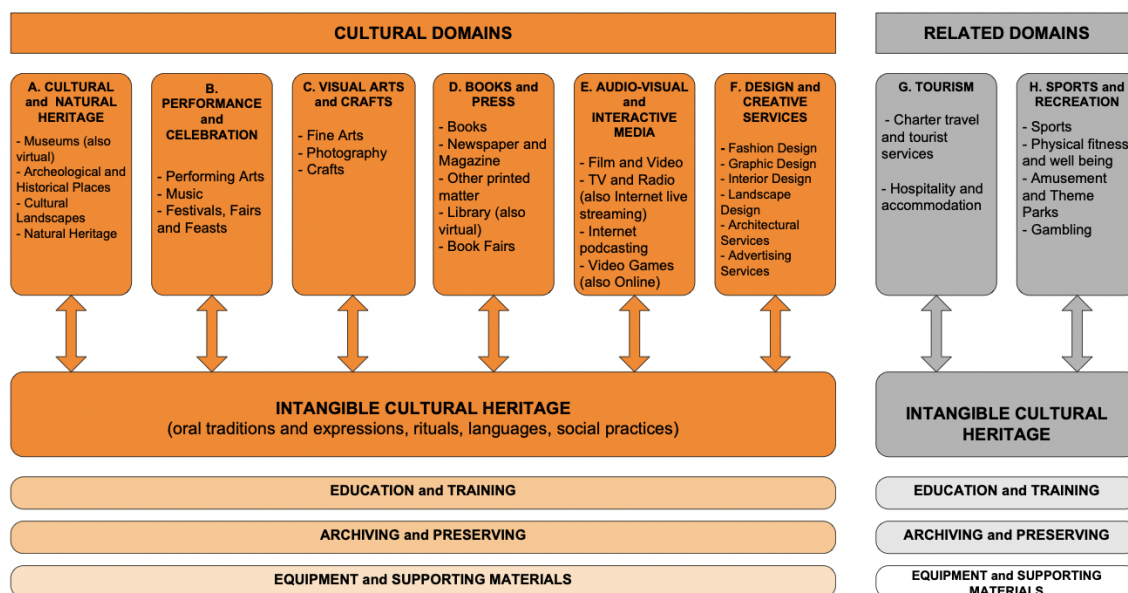 CULTURAL DOMAINS
RELATED DOMAINS
A. CULTURAL
and NATURAL
HERITAGE
- Museums (also
virtual)
- Archeological and
Historical Places
- Cultural
Landscapes
- Natural Heritage
B.
PERFORMANCE
and
CELEBRATION
- Performing Arts
- Music
- Festivals, Fairs
and Feasts
C. VISUAL ARTS
and CRAFTS
- Fine Arts
- Photography
- Crafts
D. BOOKS and
PRESS
- Books
- Newspaper and
Magazine
- Other printed
matter
- Library (also
virtual)
- Book Fairs
E. AUDIO-VISUAL
and
INTERACTIVE
MEDIA
- Film and Video
- TV and Radio
(also Internet live
streaming)
- Internet
podcasting
- Video Games
(also Online)
F. DESIGN and
CREATIVE
SERVICES
- Fashion Design
- Graphic Design
- Interior Design
- Landscape
Design
- Architectural
Services
- Advertising
Services
G. TOURISM
- Charter travel
and tourist
services
- Hospitality and
accommodation
H. SPORTS and
RECREATION
- Sports
- Physical fitness
and well being
- Amusement
and Theme
Parks
- Gambling
INTANGIBLE CULTURAL HERITAGE
(oral traditions and expressions, rituals, languages, social practices)
INTANGIBLE CULTURAL
HERITAGE
EDUCATION and TRAINING
EDUCATION and TRAINING
ARCHIVING and PRESERVING
ARCHIVING and PRESERVING
EQUIPMENT and SUPPORTING MATERIALS
EQUIPMENT and SUPPORTING
MATERIALS